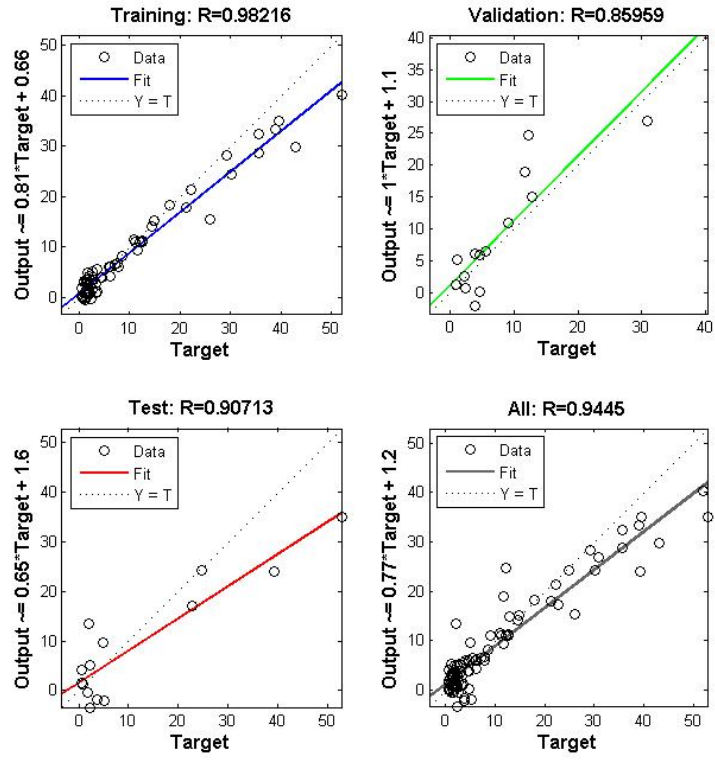 Training: R=0.98216
Output ~= 0.81*Target + 0.66
50
40
30
20
10
0
Data
Fit
Y = T
0 10 20 30 40 50
Target
Validation: R=0.85959
Output ~= 1*Target + 1.1
40
35
30
25
20
15
10
5
0
Data
Fit
Y = T
0 10 20 30 40
Target
Test: R=0.90713
Output ~= 0.65*Target + 1.6
50
40
30
20
10
0
Data
Fit
Y = T
0 10 20 30 40 50
Target
All: R=0.9445
Output ~= 0.77*Target + 1.2
50
40
30
20
10
0
Data
Fit
Y = T
0 10 20 30 40 50
Target